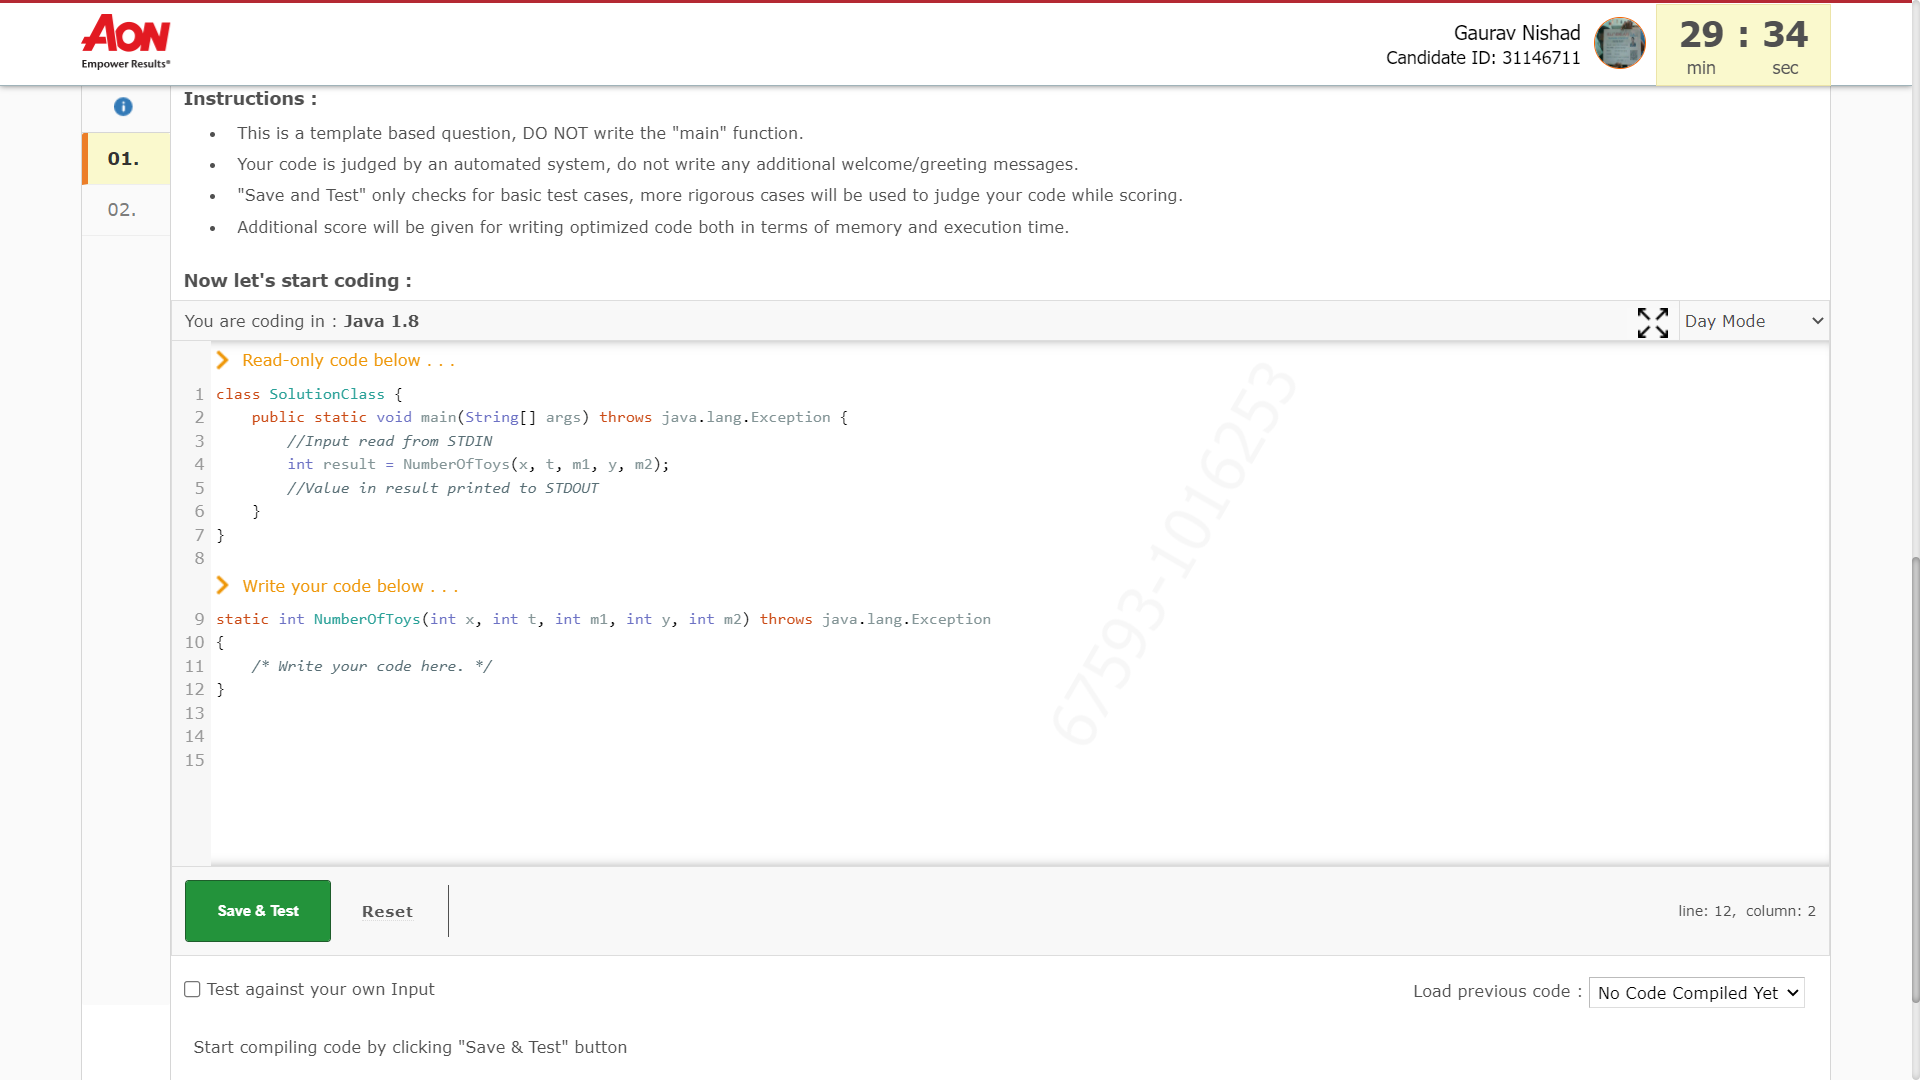 AON
Empower Results®
Gaurav Nishad
Candidate ID: 31146711
29 : 34
min sec
Instructions :
• This is a template based question, DO NOT write the "main" function.
01.
• Your code is judged by an automated system, do not write any additional welcome/greeting messages.
• "Save and Test" only checks for basic test cases, more rigorous cases will be used to judge your code while scoring.
02.
• Additional score will be given for writing optimized code both in terms of memory and execution time.
Now let's start coding :
You are coding in : Java 1.8
Day Mode
Read-only code below . . .
1 class SolutionClass {
2     public static void main(String[] args) throws java.lang.Exception {
3         //Input read from STDIN
4         int result = NumberOfToys(x, t, m1, y, m2);
5         //Value in result printed to STDOUT
6     }
7 }
8
Write your code below . . .
9 static int NumberOfToys(int x, int t, int m1, int y, int m2) throws java.lang.Exception
10 {
11     /* Write your code here. */
12 }
13
14
15
67593-1016253
Save & Test
Reset
line: 12, column: 2
Test against your own Input
Load previous code : No Code Compiled Yet
Start compiling code by clicking "Save & Test" button